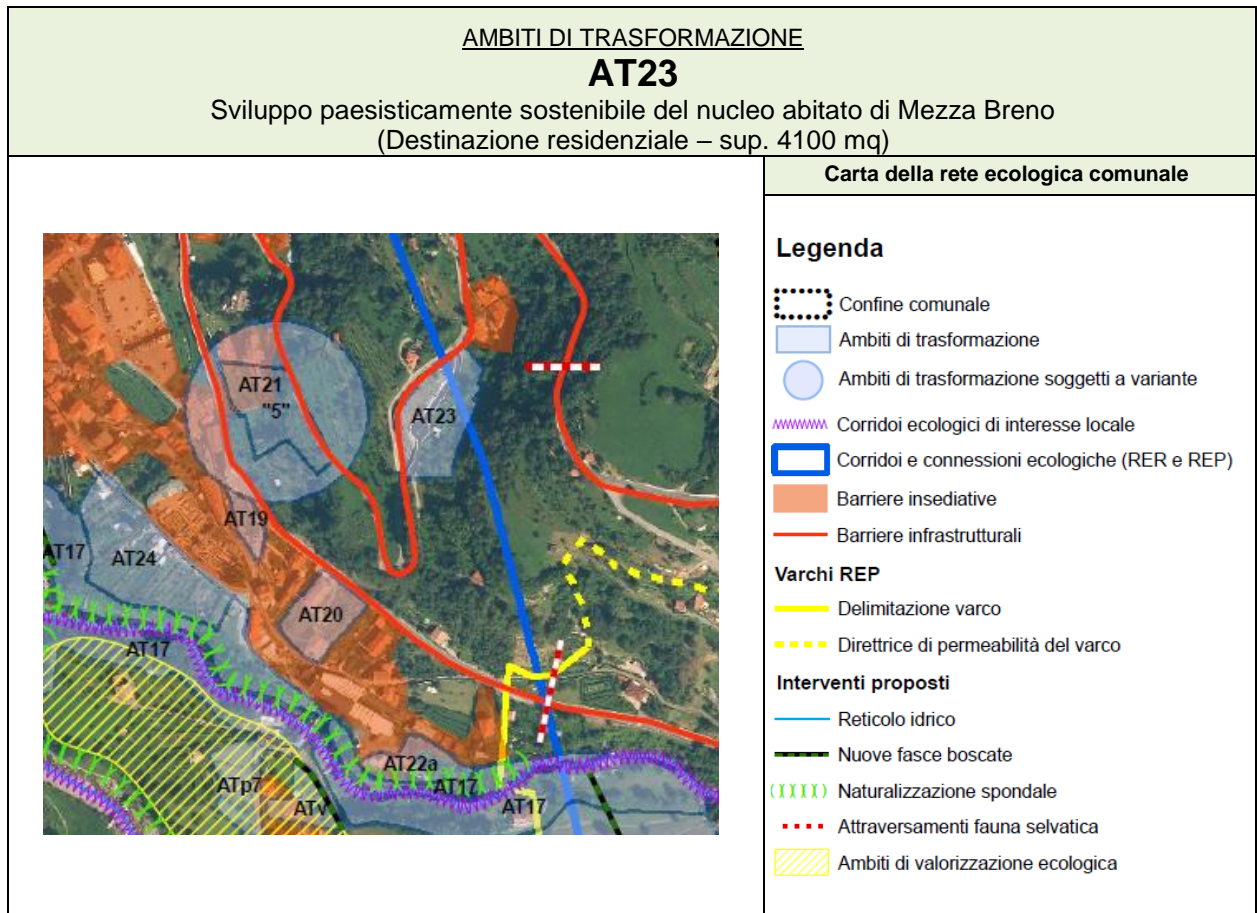 AMBITI DI TRASFORMAZIONE
AT23
Sviluppo paesisticamente sostenibile del nucleo abitato di Mezza Breno
(Destinazione residenziale – sup. 4100 mq)
Carta della rete ecologica comunale
AT21
"5"
AT23
AT19
AT17
AT24
AT20
AT17
AT22a
AT17
ATp7
ATv
AT17
Legenda
Confine comunale
Ambiti di trasformazione
Ambiti di trasformazione soggetti a variante
Corridoi ecologici di interesse locale
Corridoi e connessioni ecologiche (RER e REP)
Barriere insediative
Barriere infrastrutturali
Varchi REP
Delimitazione varco
Direttrice di permeabilità del varco
Interventi proposti
Reticolo idrico
Nuove fasce boscate
Naturalizzazione spondale
Attraversamenti fauna selvatica
Ambiti di valorizzazione ecologica